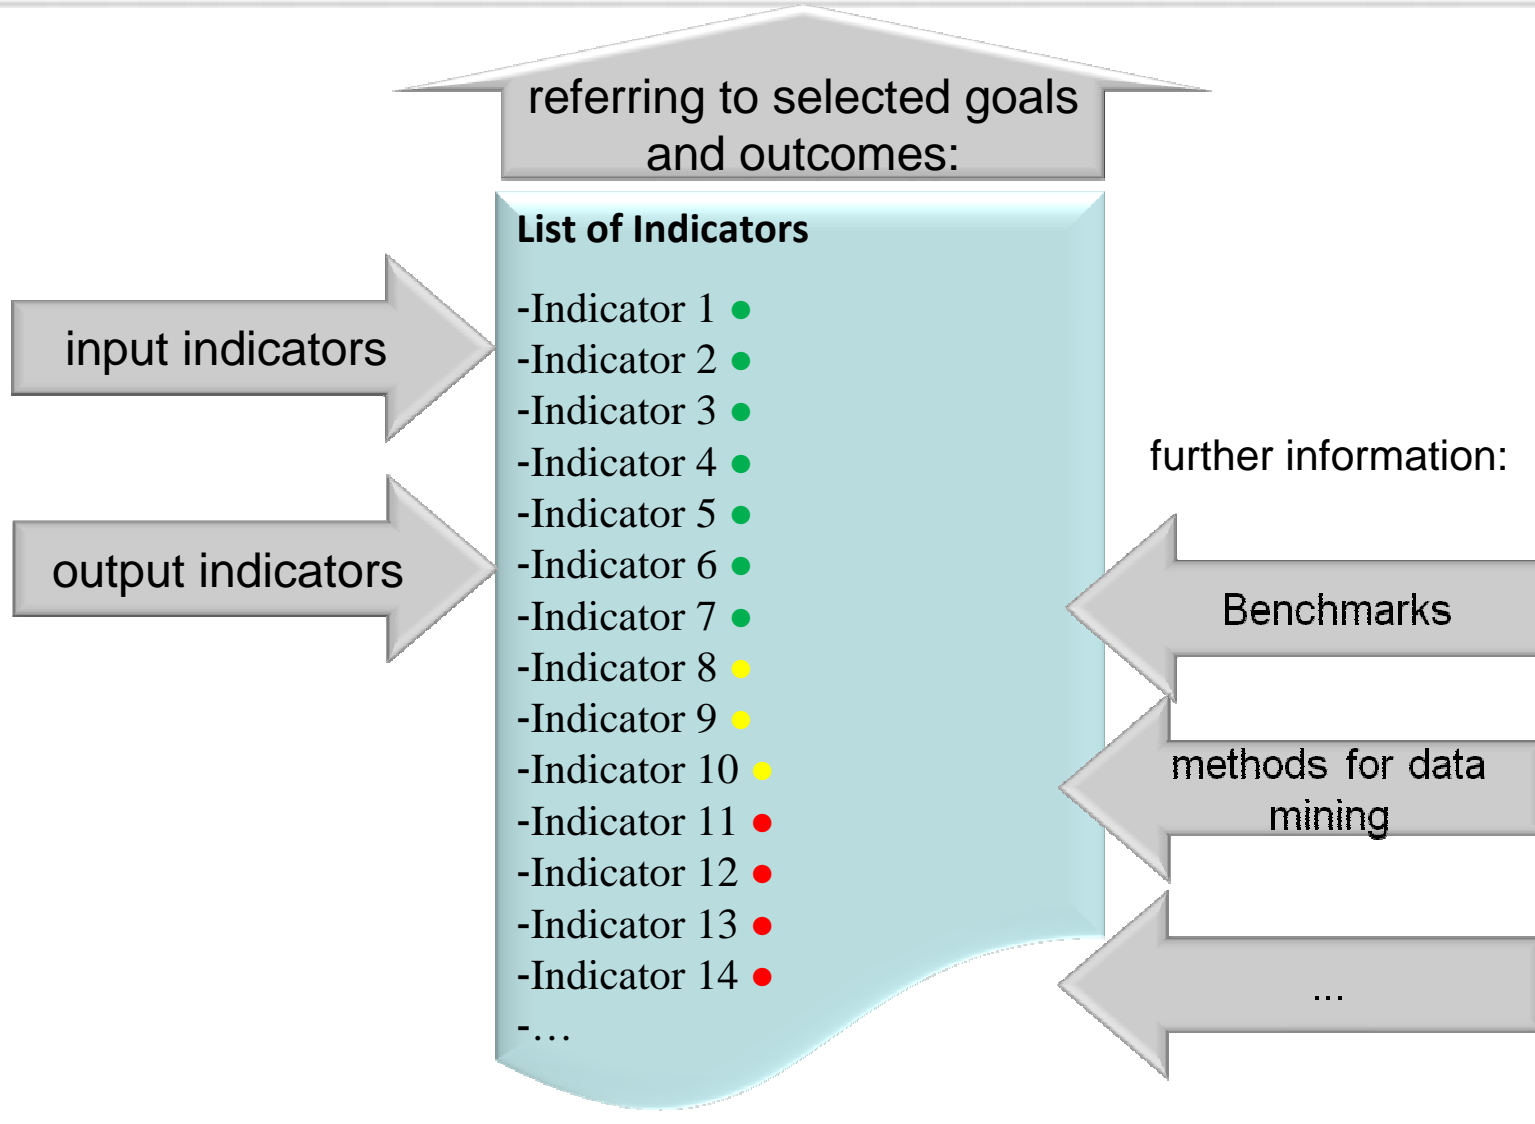 referring to selected goals
and outcomes:
List of Indicators
-Indicator 1 ●
-Indicator 2 ●
-Indicator 3 ●
-Indicator 4 ●
-Indicator 5 ●
-Indicator 6 ●
-Indicator 7 ●
-Indicator 8 ●
-Indicator 9 ●
-Indicator 10 ●
-Indicator 11 ●
-Indicator 12 ●
-Indicator 13 ●
-Indicator 14 ●
-…
input indicators
output indicators
further information:
Benchmarks
methods for data
mining
...